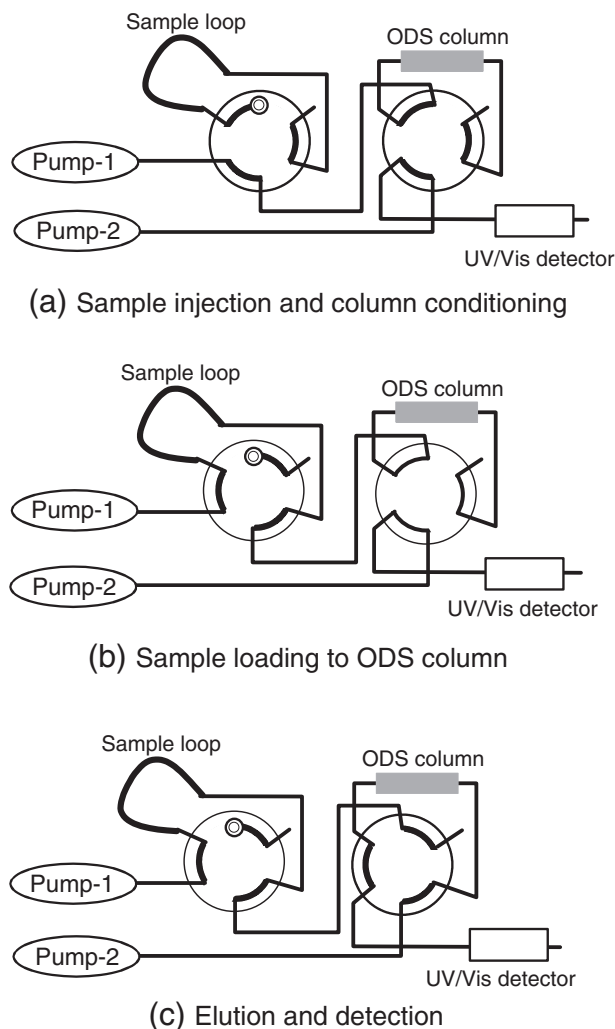 Sample loop
ODS column
Pump-1
Pump-2
UV/Vis detector
(a) Sample injection and column conditioning
Sample loop
ODS column
Pump-1
Pump-2
UV/Vis detector
(b) Sample loading to ODS column
Sample loop
ODS column
Pump-1
Pump-2
UV/Vis detector
(c) Elution and detection